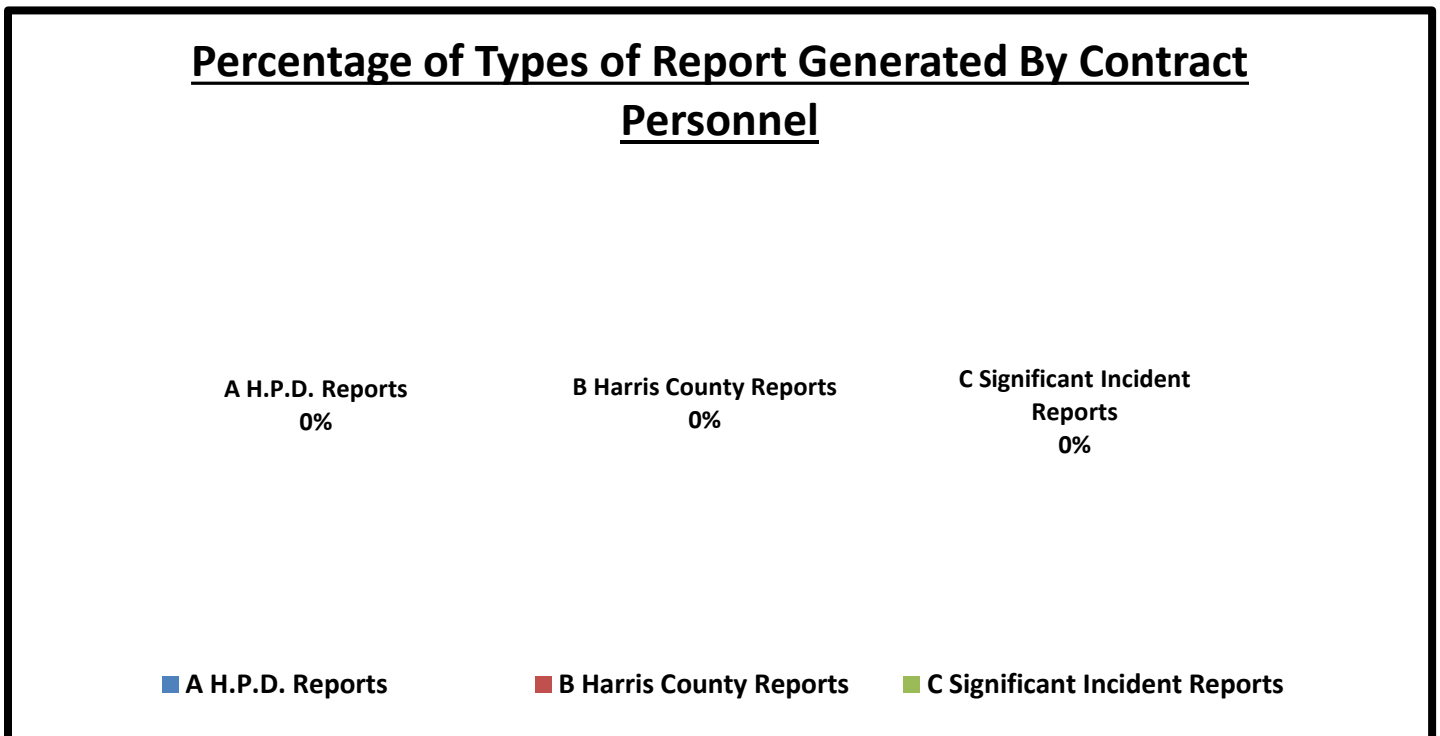 Percentage of Types of Report Generated By Contract
Personnel
A H.P.D. Reports
0%
B Harris County Reports
0%
C Significant Incident
Reports
0%
A H.P.D. Reports
B Harris County Reports
C Significant Incident Reports